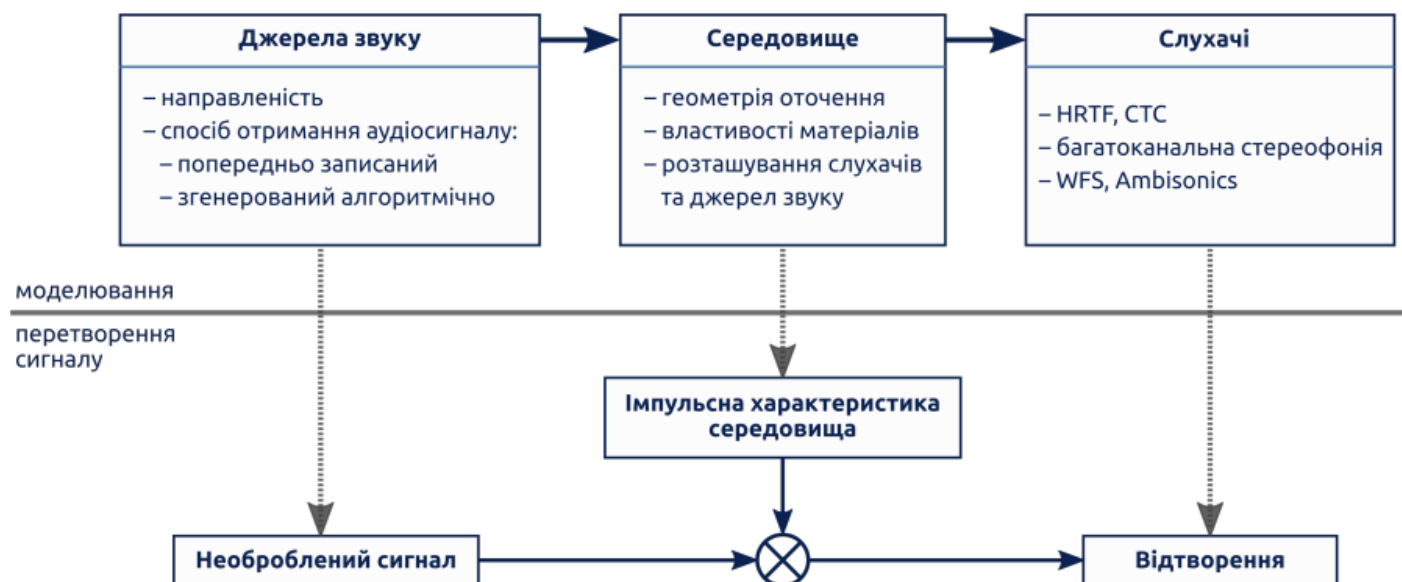 Джерела звуку
– направленість
– спосіб отримання аудіосигналу:
– попередньо записаний
– згенерований алгоритмічно
Середовище
– геометрія оточення
– властивості матеріалів
– розташування слухачів
та джерел звуку
Слухачі
– HRTF, CTC
– багатоканальна стереофонія
– WFS, Ambisonics
моделювання
перетворення
сигналу
Імпульсна характеристика
середовища
Необроблений сигнал
Відтворення